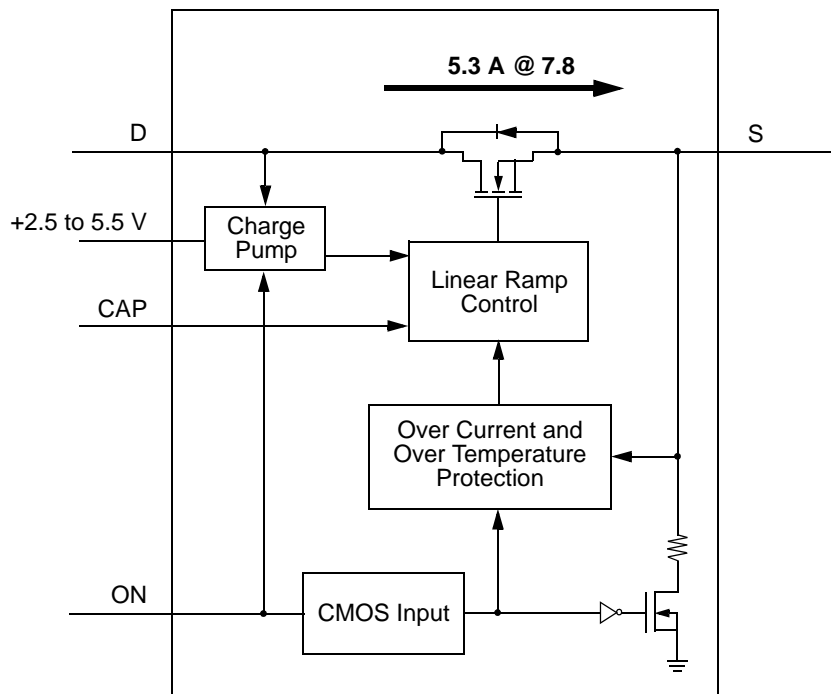 5.3 A @ 7.8
D
S
+2.5 to 5.5 V
Charge
Pump
Linear Ramp
Control
CAP
Over Current and
Over Temperature
Protection
ON
CMOS Input